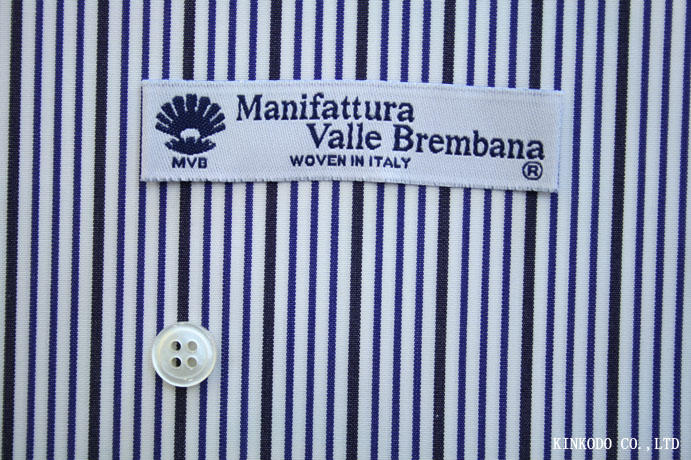 Manifattura
Valle Brembana
MVB
WOVEN IN ITALY
®
KINKODO CO.,LTD